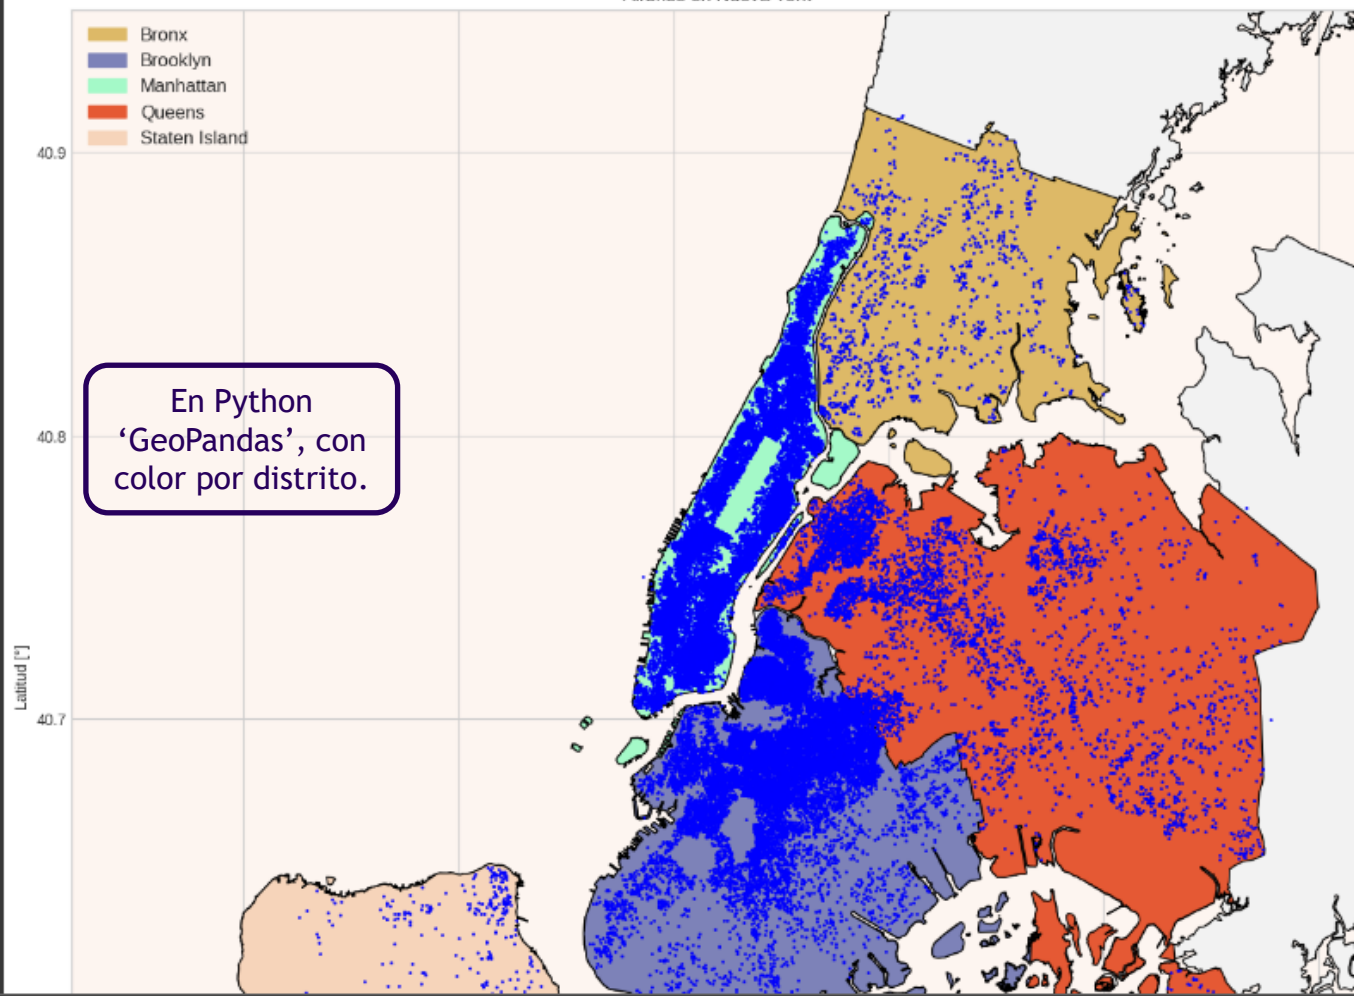 Bronx
Brooklyn
Manhattan
Queens
Staten Island
40.9
En Python
‘GeoPandas’, con
color por distrito.
40.8
Latitud [°]
40.7